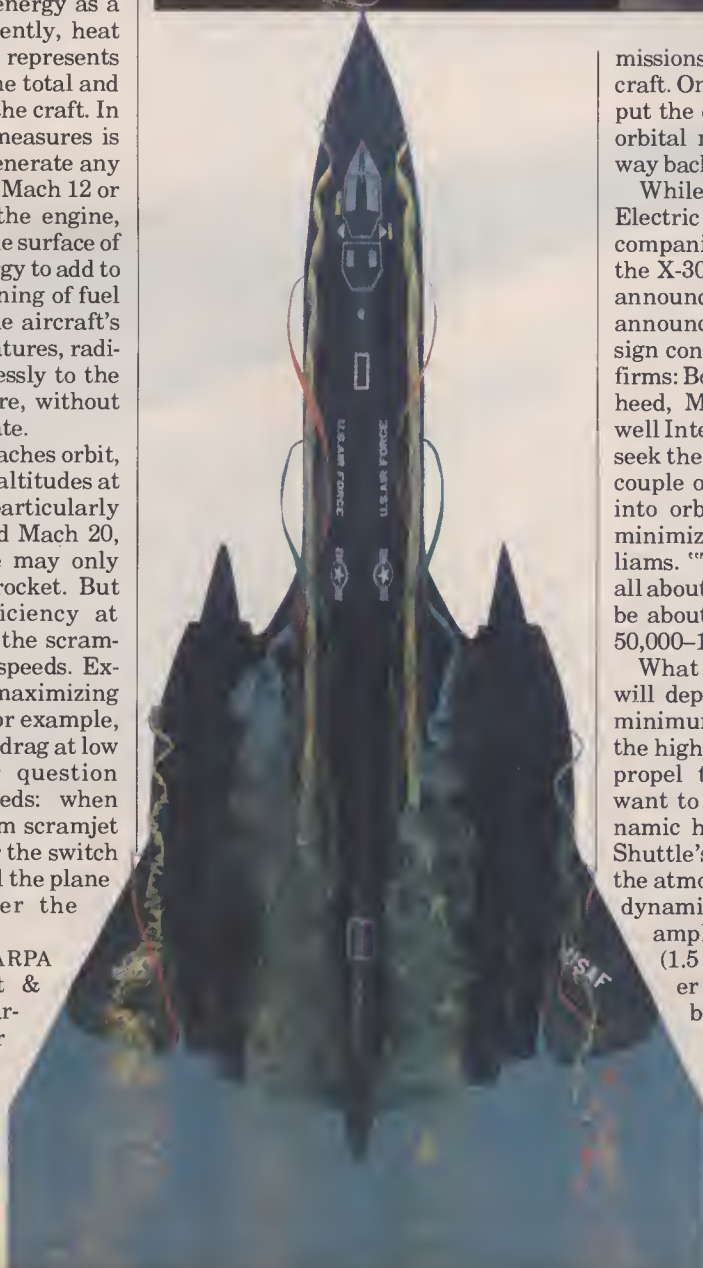 energy as a
ently, heat
represents
ne total and
the craft. In
measures is
enerate any
Mach 12 or
the engine,
e surface of
gy to add to
ning of fuel
e aircraft's
atures, radi-
essly to the
re, without
ate.
aches orbit,
altitudes at
particularly
d Mach 20,
e may only
rocket. But
iciency at
the scram-
speeds. Ex-
maximizing
or example,
drag at low
question
eds: when
m scramjet
r the switch
l the plane
er the
ARPA
t &
ar-
r
U.S. AIR FORCE
U.S. AIR FORCE
USAF
missions
craft. On
put the
orbital
way back
While
Electric
compani
the X-30
announc
announc
sign con
firms: Be
heed, M
well Inte
seek the
couple o
into orb
minimiz
liams. "
all about
be about
50,000–1
What
will dep
minimum
the high
propel t
want to
namic h
Shuttle's
the atmo
dynami
ampl
(1.5
er
b